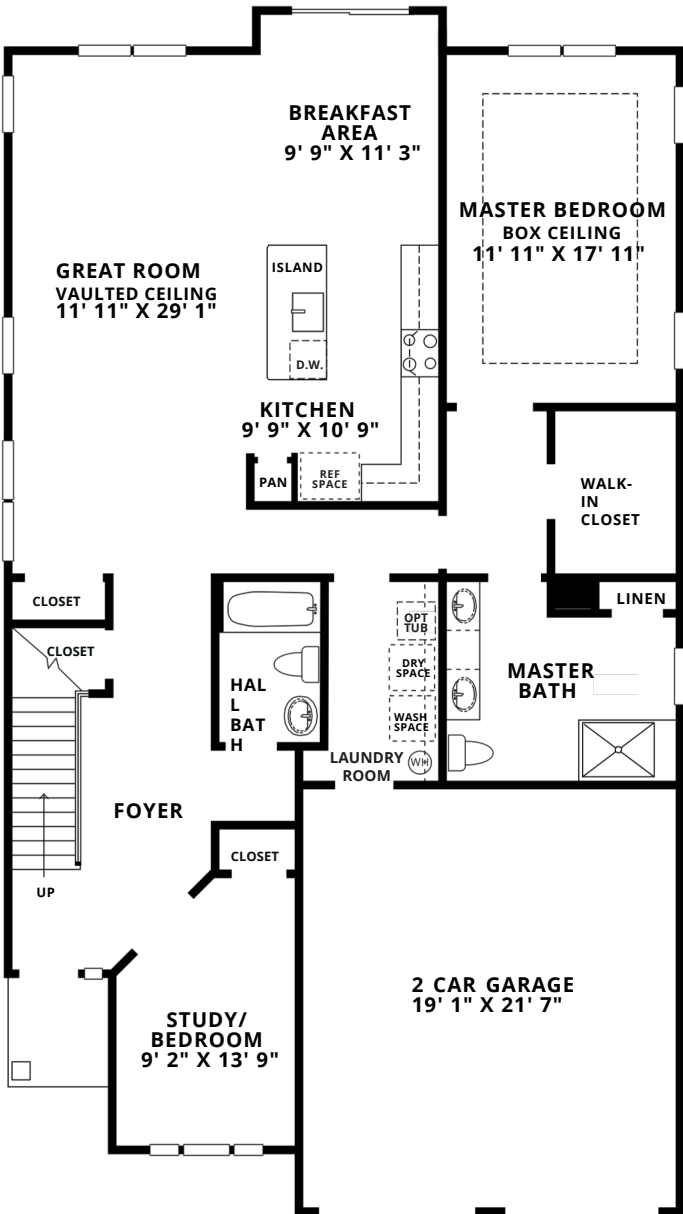 BREAKFAST
AREA
9' 9" X 11' 3"
MASTER BEDROOM
BOX CEILING
11' 11" X 17' 11"
GREAT ROOM
VAULTED CEILING
11' 11" X 29' 1"
ISLAND
D.W.
KITCHEN
9' 9" X 10' 9"
PAN
REF
SPACE
WALK-
IN
CLOSET
CLOSET
CLOSET
LINEN
OPT
TUB
DRY
SPACE
WASH
SPACE
WH
LAUNDRY
ROOM
MASTER
BATH
HAL
L
BAT
H
FOYER
CLOSET
UP
2 CAR GARAGE
19' 1" X 21' 7"
STUDY/
BEDROOM
9' 2" X 13' 9"